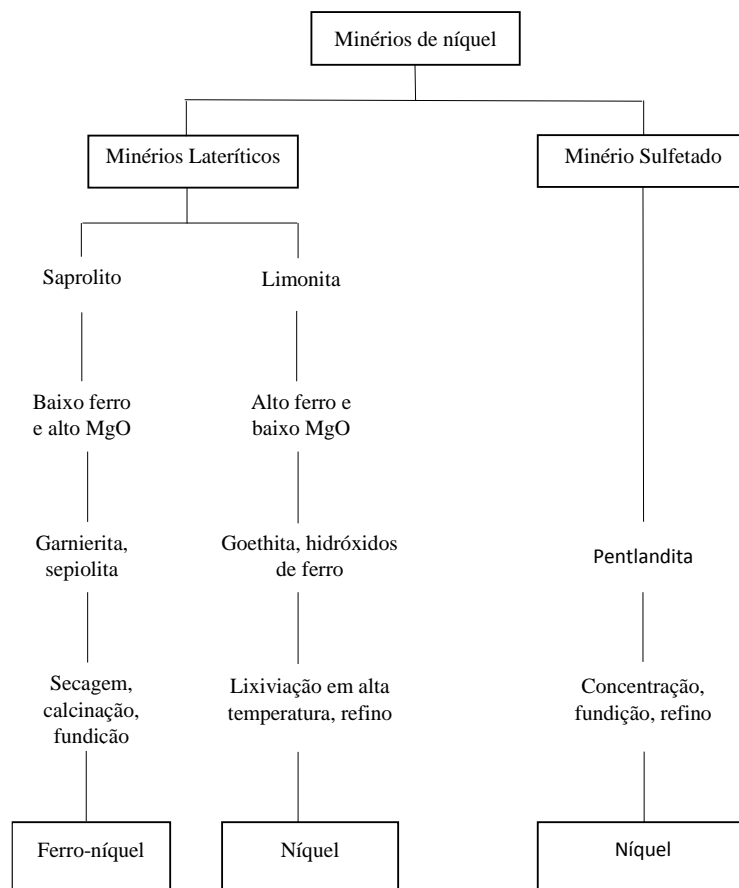 Minérios de níquel
Minérios Lateríticos
Minério Sulfetado
Saprolito
Limonita
Baixo ferro
e alto MgO
Alto ferro e
baixo MgO
Garnierita,
sepiolita
Goethita, hidróxidos
de ferro
Pentlandita
Secagem,
calcinação,
fundicão
Lixiviação em alta
temperatura, refino
Concentração,
fundição, refino
Ferro-níquel
Níquel
Níquel